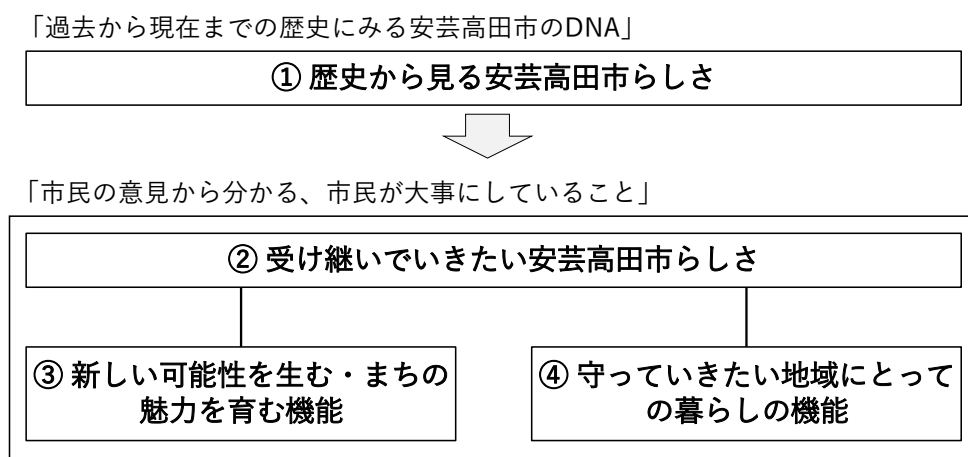 「過去から現在までの歴史にみる安芸高田市のDNA」
① 歴史から見る安芸高田市らしさ
「市民の意見から分かる、市民が大事にしていること」
② 受け継いでいきたい安芸高田市らしさ
③ 新しい可能性を生む・まちの
魅力を育む機能
④ 守っていきたい地域にとって
の暮らしの機能